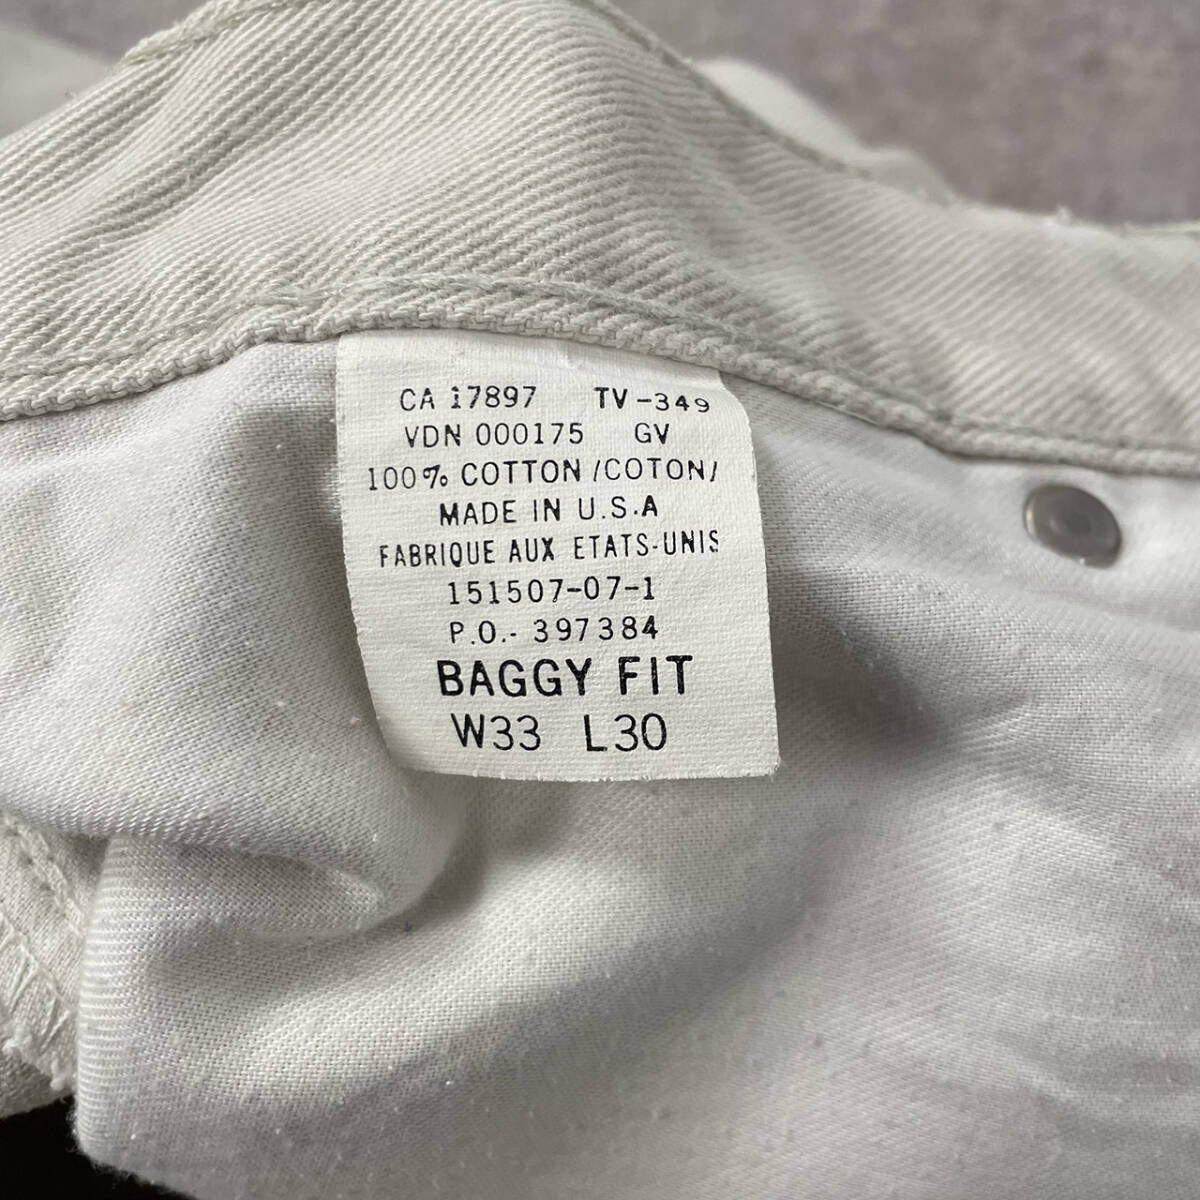 CA 17897 TV-349
VDN 000175 GV
100% COTTON /COTON/
MADE IN U.S.A
FABRIQUE AUX ETATS-UNIS
151507-07-1
P.O.- 397384
BAGGY FIT
W33 L30